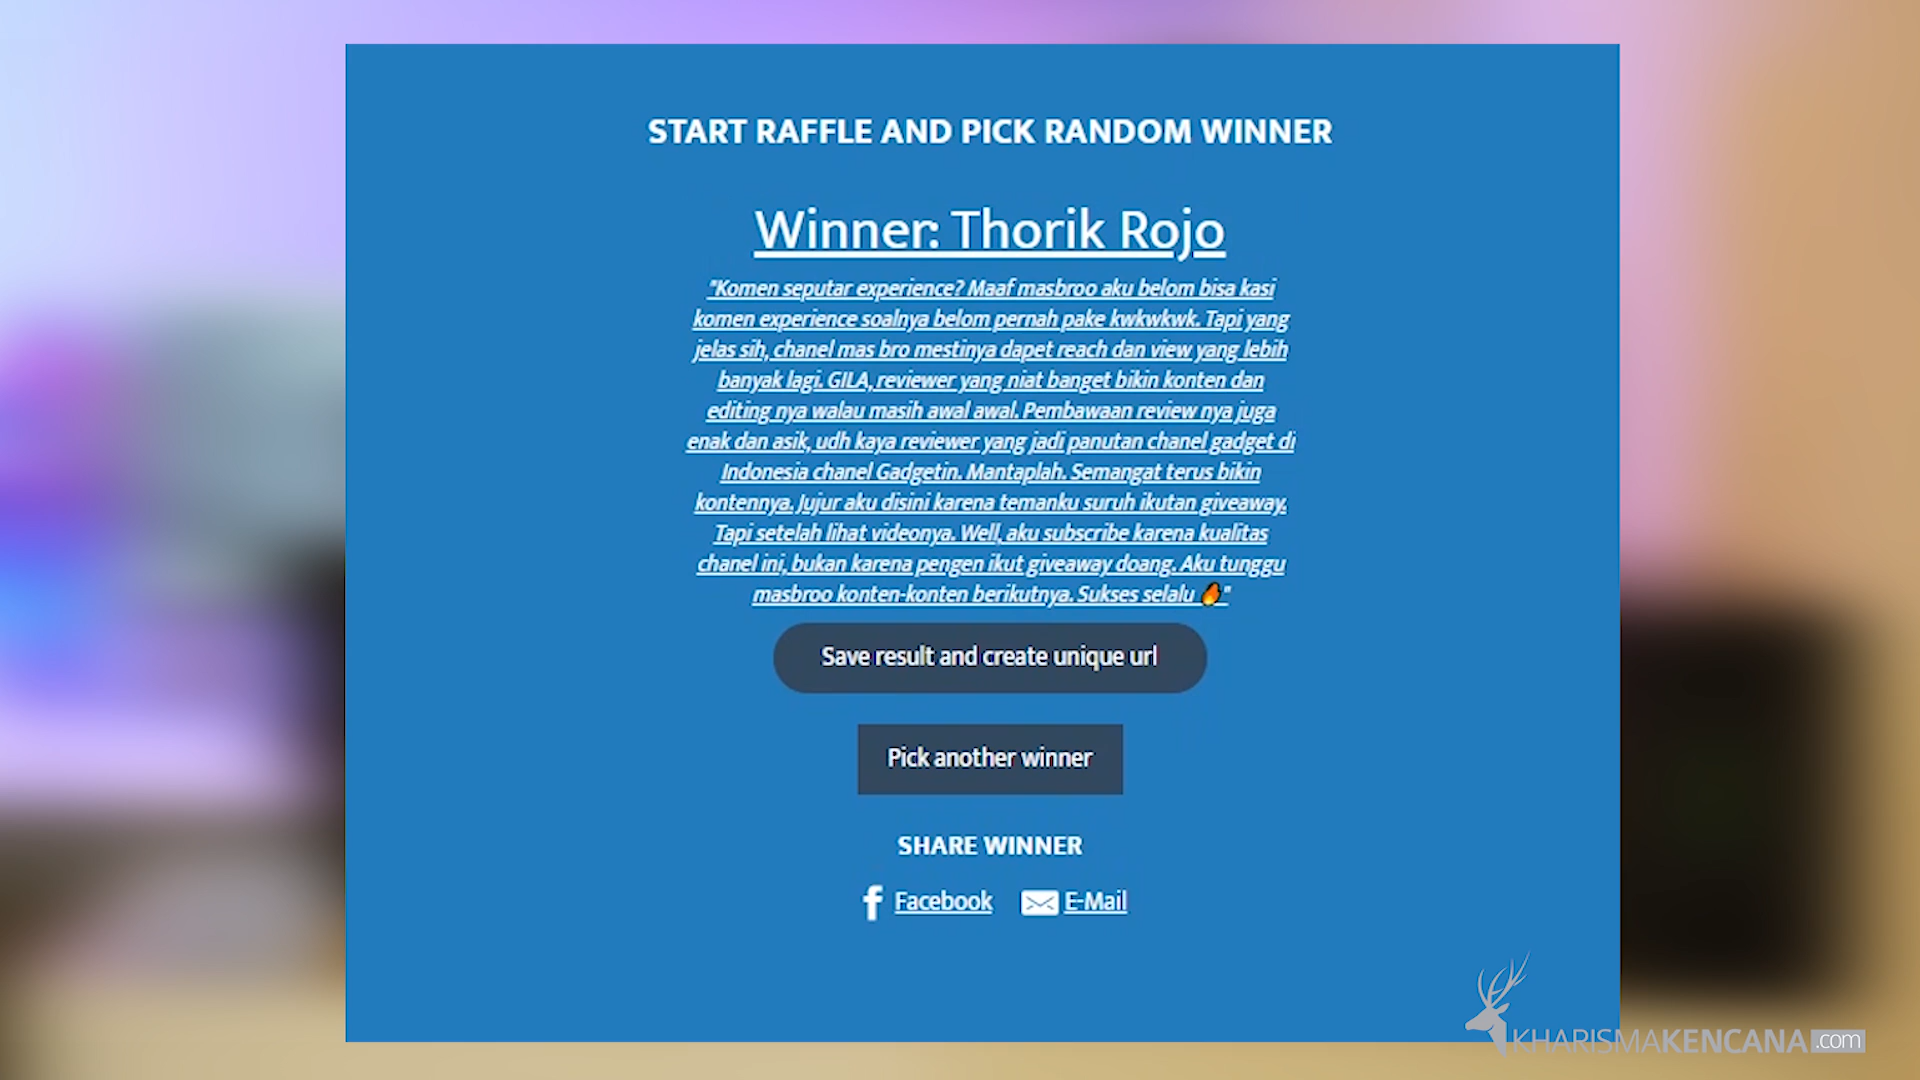 START RAFFLE AND PICK RANDOM WINNER
Winner: Thorik Rojo
"Komen seputar experience? Maaf masbroo aku belom bisa kasi
komen experience soalnya belom pernah pake kwkwkwk. Tapi yang
jelas sih, chanel mas bro mestinya dapet reach dan view yang lebih
banyak lagi. GILA, reviewer yang niat banget bikin konten dan
editing nya walau masih awal awal. Pembawaan review nya juga
enak dan asik, udh kaya reviewer yang jadi panutan chanel gadget di
Indonesia chanel Gadgetin. Mantaplah. Semangat terus bikin
kontennya. Jujur aku disini karena temanku suruh ikutan giveaway.
Tapi setelah lihat videonya. Well, aku subscribe karena kualitas
chanel ini, bukan karena pengen ikut giveaway doang. Aku tunggu
masbroo konten-konten berikutnya. Sukses selalu 🔥"
Save result and create unique url
Pick another winner
SHARE WINNER
Facebook E-Mail
KHARISMAKENCANA.com